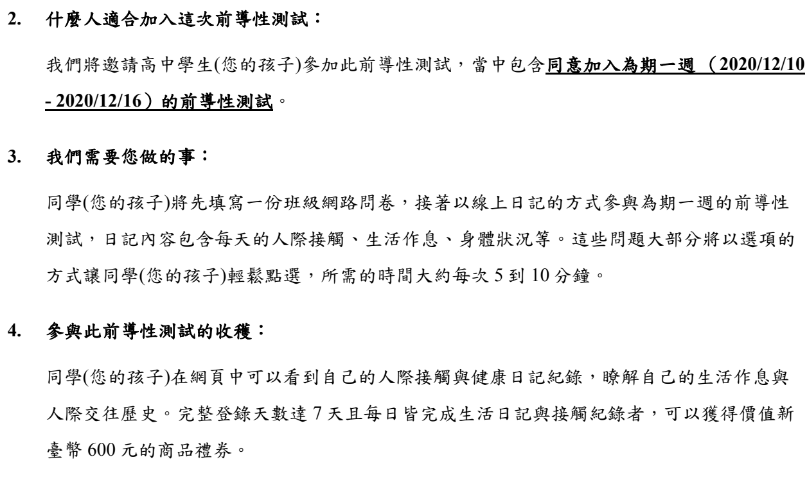 2. 什麼人適合加入這次前導性測試：
我們將邀請高中學生(您的孩子)參加此前導性測試，當中包含同意加入為期一週（2020/12/10
- 2020/12/16）的前導性測試。
3. 我們需要您做的事：
同學(您的孩子)將先填寫一份班級網路問卷，接著以線上日記的方式參與為期一週的前導性
測試，日記內容包含每天的人際接觸、生活作息、身體狀況等。這些問題大部分將以選項的
方式讓同學(您的孩子)輕鬆點選，所需的時間大約每次 5 到 10 分鐘。
4. 參與此前導性測試的收穫：
同學(您的孩子)在網頁中可以看到自己的人際接觸與健康日記紀錄，瞭解自己的生活作息與
人際交往歷史。完整登錄天數達 7 天且每日皆完成生活日記與接觸紀錄者，可以獲得價值新
臺幣 600 元的商品禮券。